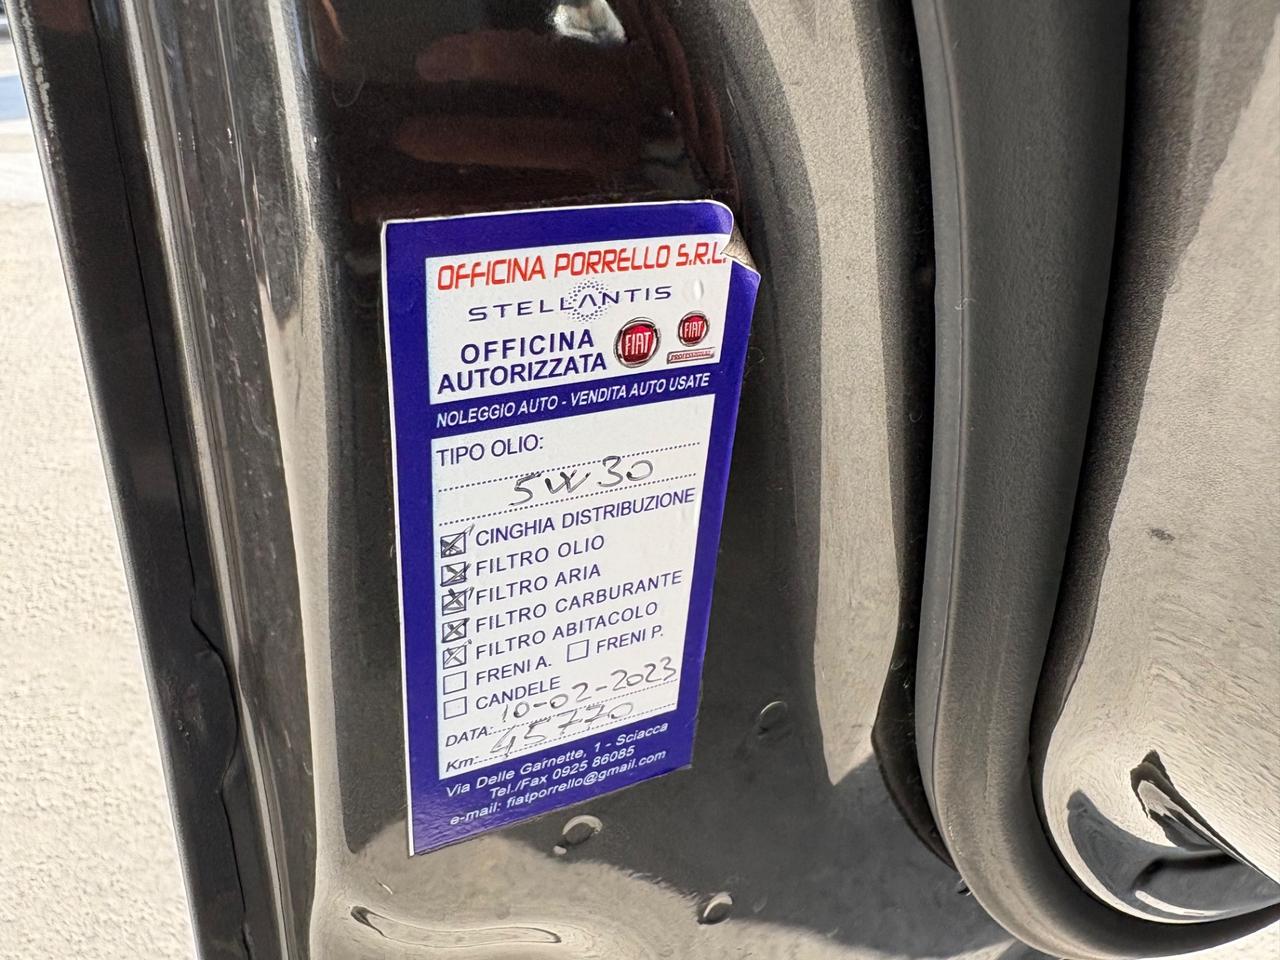 OFFICINA PORRELLO S.R.L.
STELLANTIS
OFFICINA
AUTORIZZATA
FIAT
FIAT
PROFESSIONAL
NOLEGGIO AUTO - VENDITA AUTO USATE
TIPO OLIO:
5W30
CINGHIA DISTRIBUZIONE
FILTRO OLIO
FILTRO ARIA
FILTRO CARBURANTE
FILTRO ABITACOLO
FRENI A. FRENI P.
CANDELE
DATA: 10-02-2023
Km: 45770
Via Delle Garnette, 1 - Sciacca
Tel./Fax 0925 86085
e-mail: fiatporrello@gmail.com